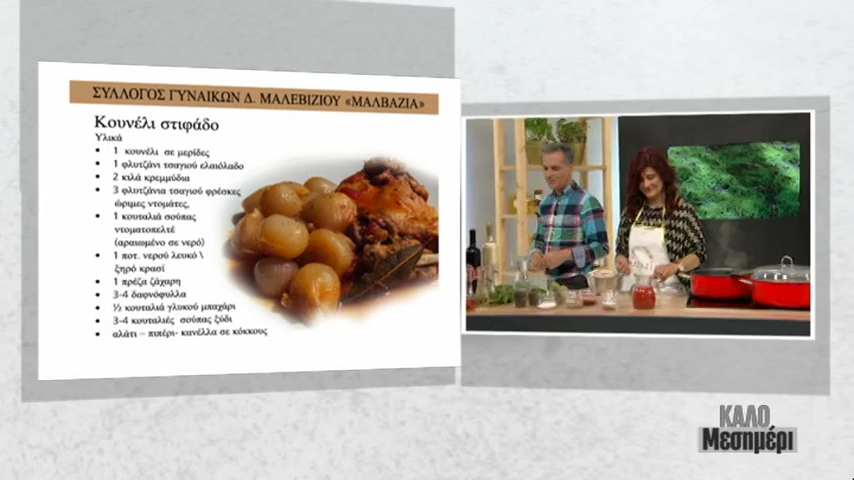 ΣΥΛΛΟΓΟΣ ΓΥΝΑΙΚΩΝ Δ. ΜΑΛΕΒΙΖΙΟΥ «ΜΑΛΒΑΖΙΑ»
Κουνέλι στιφάδο
Υλικά
• 1 κουνέλι σε μερίδες
• 1 φλυτζάνι τσαγιού ελαιόλαδο
• 2 κιλά κρεμμύδια
• 3 φλυτζάνια τσαγιού φρέσκες
ώριμες ντομάτες,
• 1 κουταλιά σούπας
ντοματοπελτέ
(αραιωμένο σε νερό)
• 1 ποτ. νερού λευκό \
ξηρό κρασί
• 1 πρέζα ζάχαρη
• 3-4 δαφνόφυλλα
• ½ κουταλιά γλυκού μπαχάρι
• 3-4 κουταλιές σούπας ξύδι
• αλάτι – πιπέρι- κανέλλα σε κόκκους
ΚΑΛΟ
Μεσημέρι